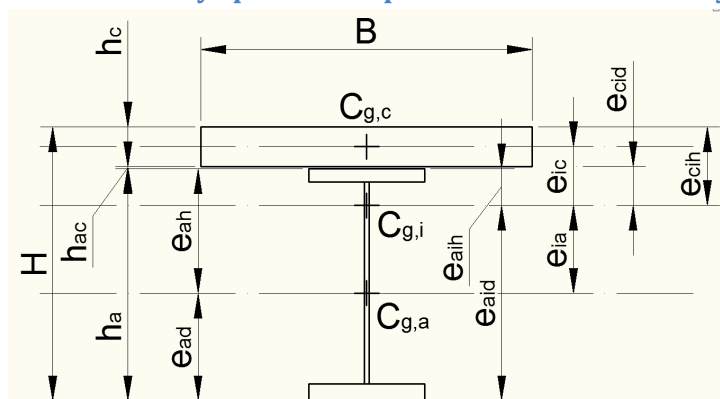 B
hc
ecid
Cg,c
eic
ecih
hac
eah
Cg,i
eaih
eia
H
ha
ead
Cg,a
eaid